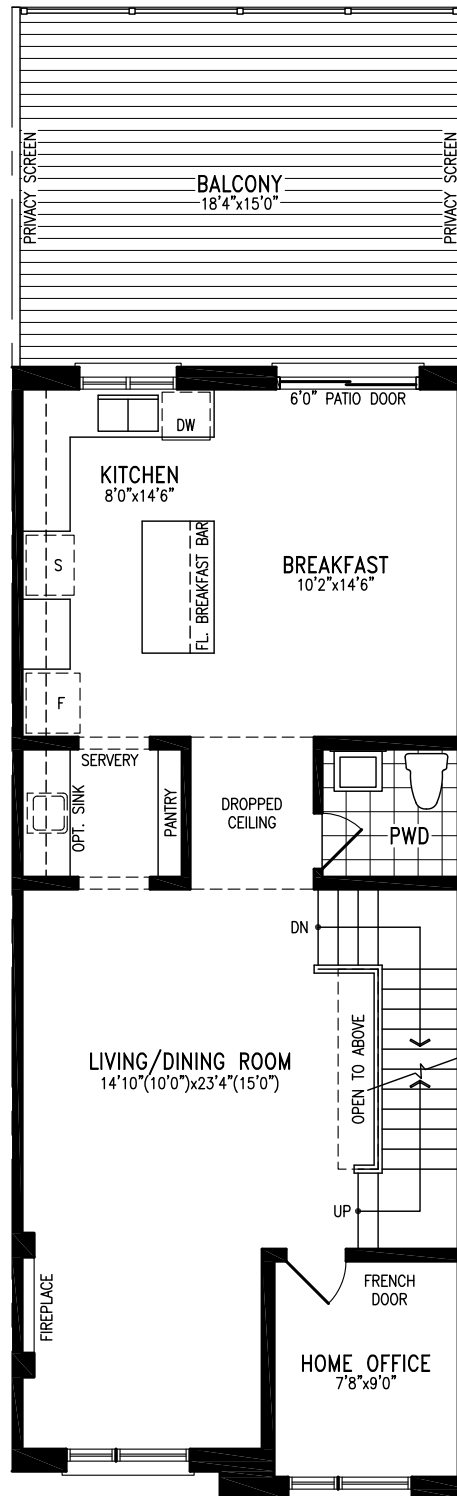 PRIVACY SCREEN
PRIVACY SCREEN
BALCONY
18'4"x15'0"
6'0" PATIO DOOR
DW
KITCHEN
8'0"x14'6"
S
FL. BREAKFAST BAR
BREAKFAST
10'2"x14'6"
F
SERVERY
OPT. SINK
PANTRY
DROPPED
CEILING
PWD
DN
LIVING/DINING ROOM
14'10"(10'0")x23'4"(15'0")
OPEN TO ABOVE
UP
FIREPLACE
FRENCH
DOOR
HOME OFFICE
7'8"x9'0"